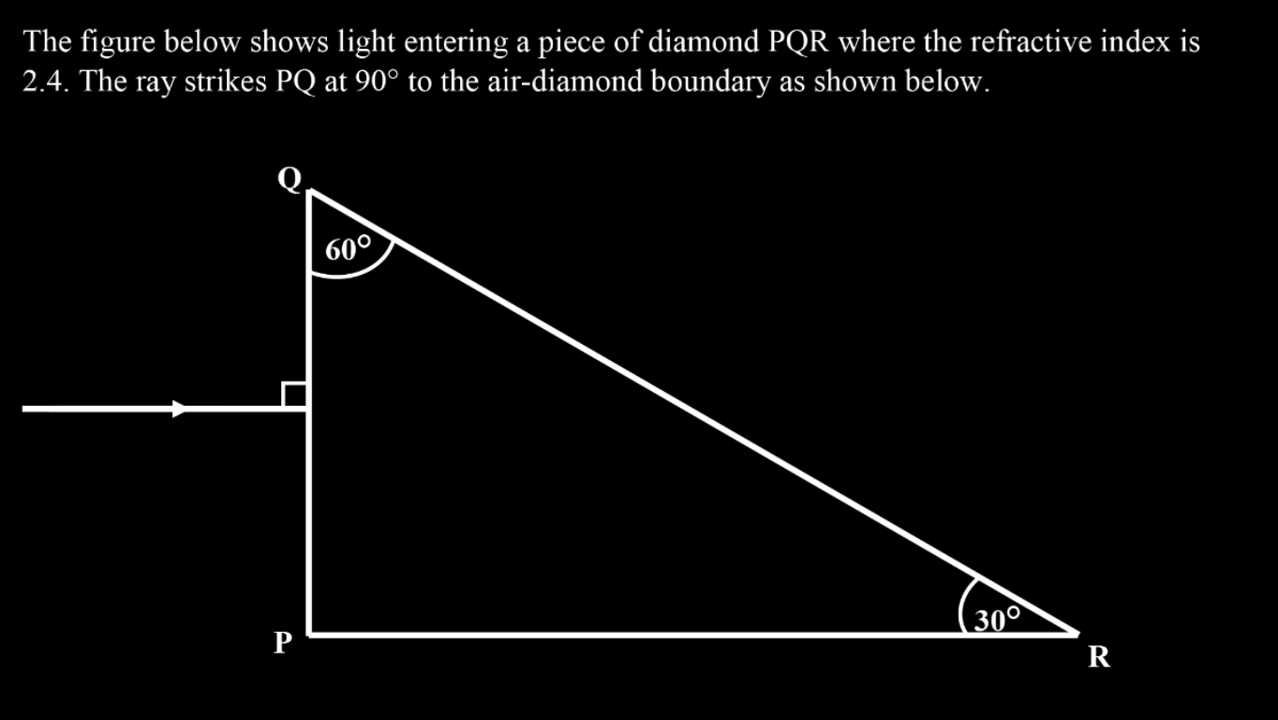 The figure below shows light entering a piece of diamond PQR where the refractive index is
2.4. The ray strikes PQ at 90° to the air-diamond boundary as shown below.
Q
60°
30°
P
R